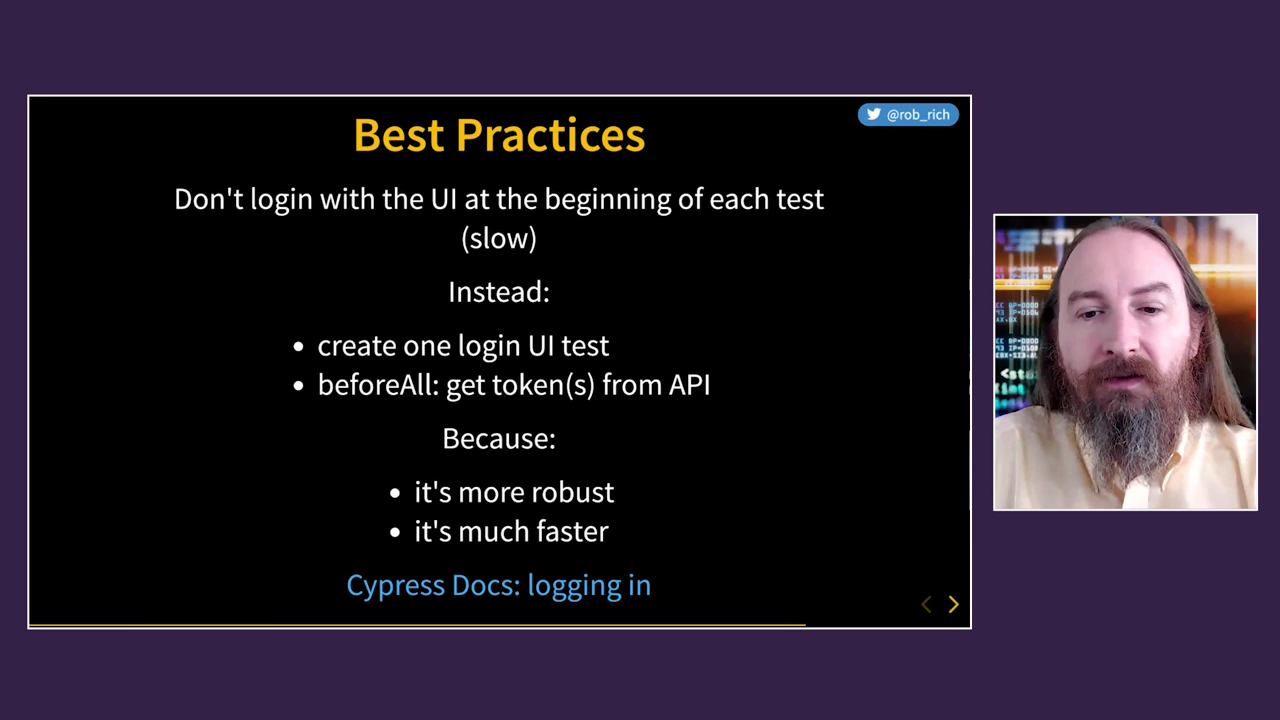 Best Practices
@rob_rich
Don't login with the UI at the beginning of each test
(slow)
Instead:
• create one login UI test
• beforeAll: get token(s) from API
Because:
• it's more robust
• it's much faster
Cypress Docs: logging in